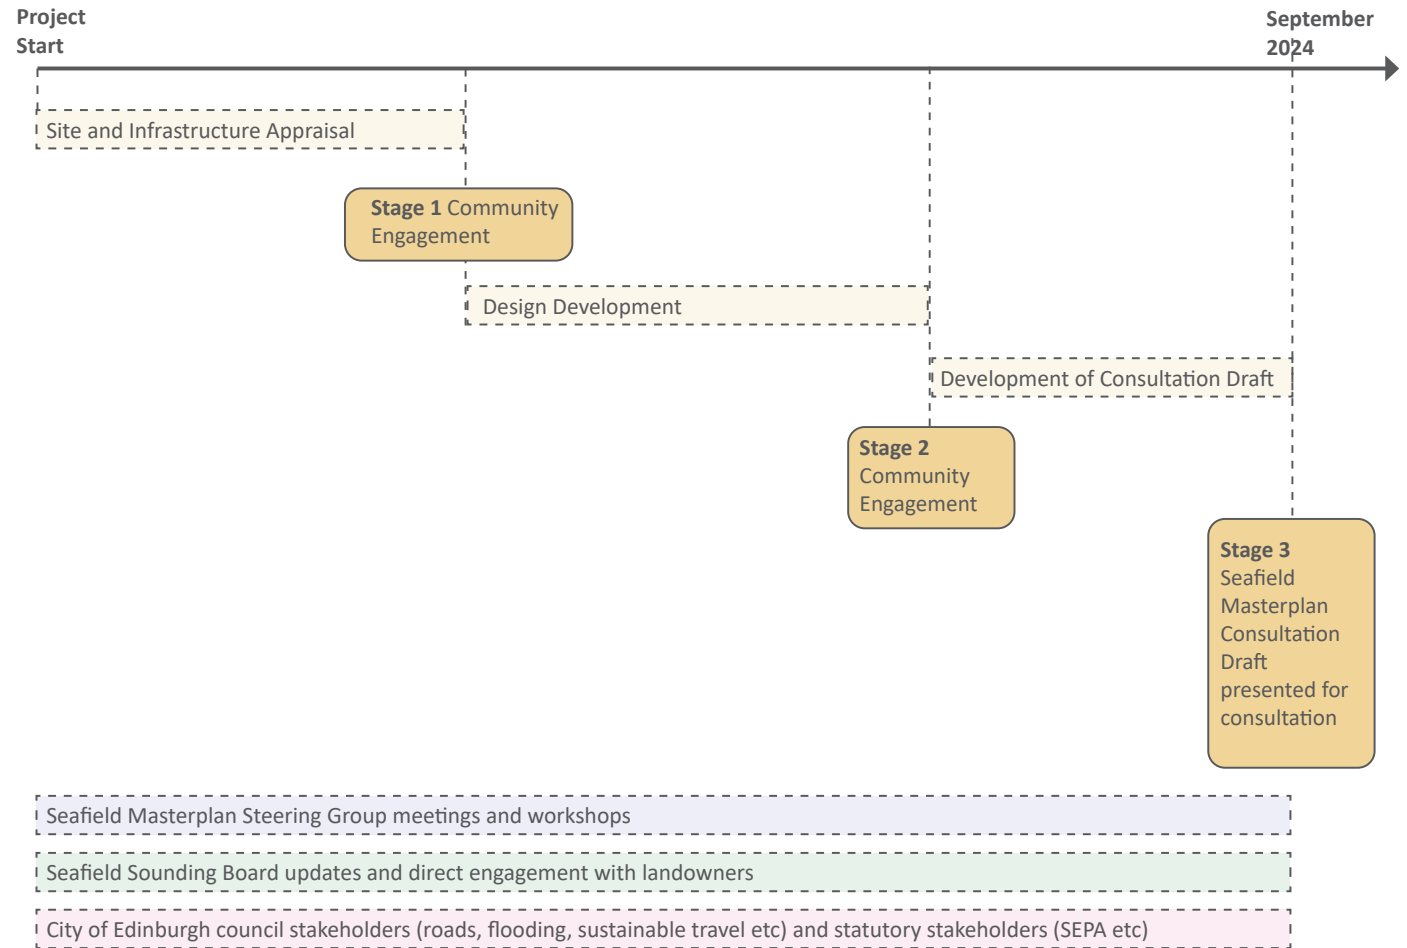 Project
Start
September
2024
Site and Infrastructure Appraisal
Stage 1 Community
Engagement
Design Development
Development of Consultation Draft
Stage 2
Community
Engagement
Stage 3
Seafield
Masterplan
Consultation
Draft
presented for
consultation
Seafield Masterplan Steering Group meetings and workshops
Seafield Sounding Board updates and direct engagement with landowners
City of Edinburgh council stakeholders (roads, flooding, sustainable travel etc) and statutory stakeholders (SEPA etc)